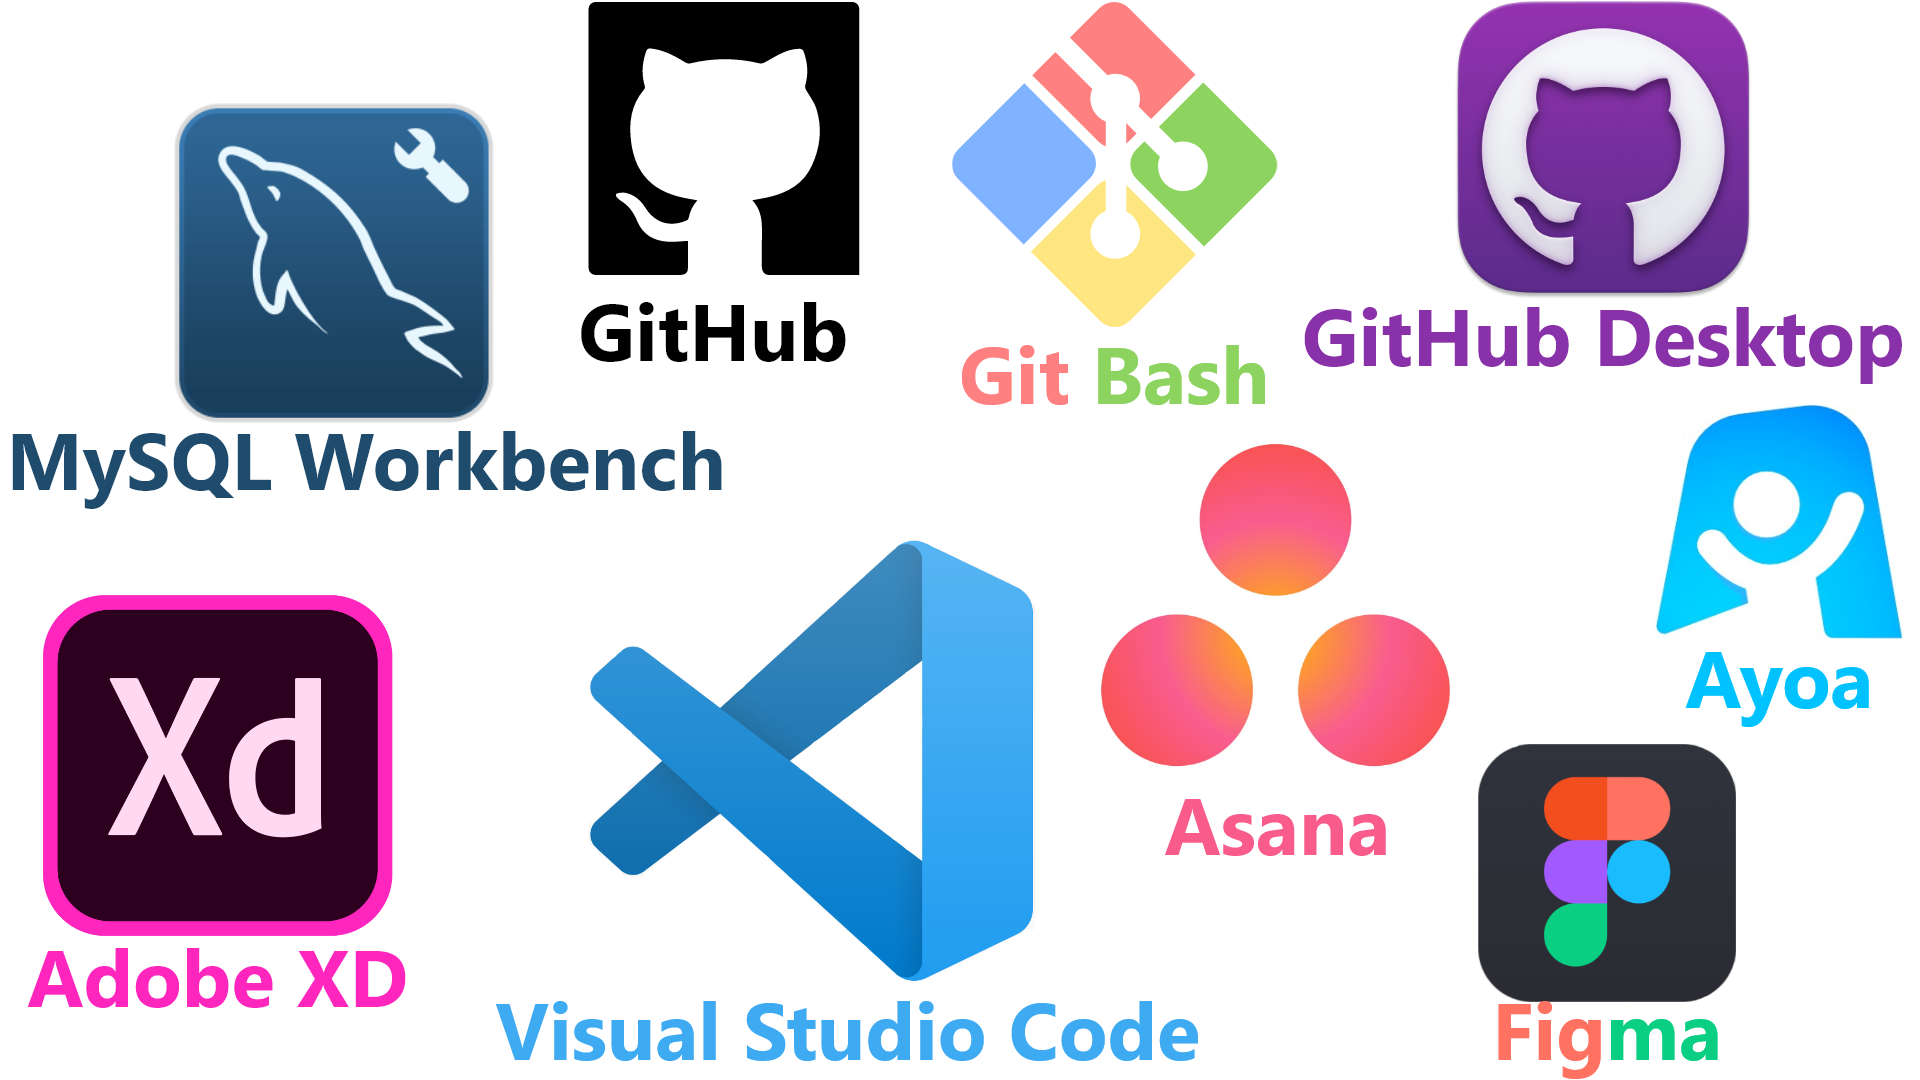 GitHub
Git Bash
GitHub Desktop
MySQL Workbench
Xd
Adobe XD
Visual Studio Code
Asana
Ayoa
Figma